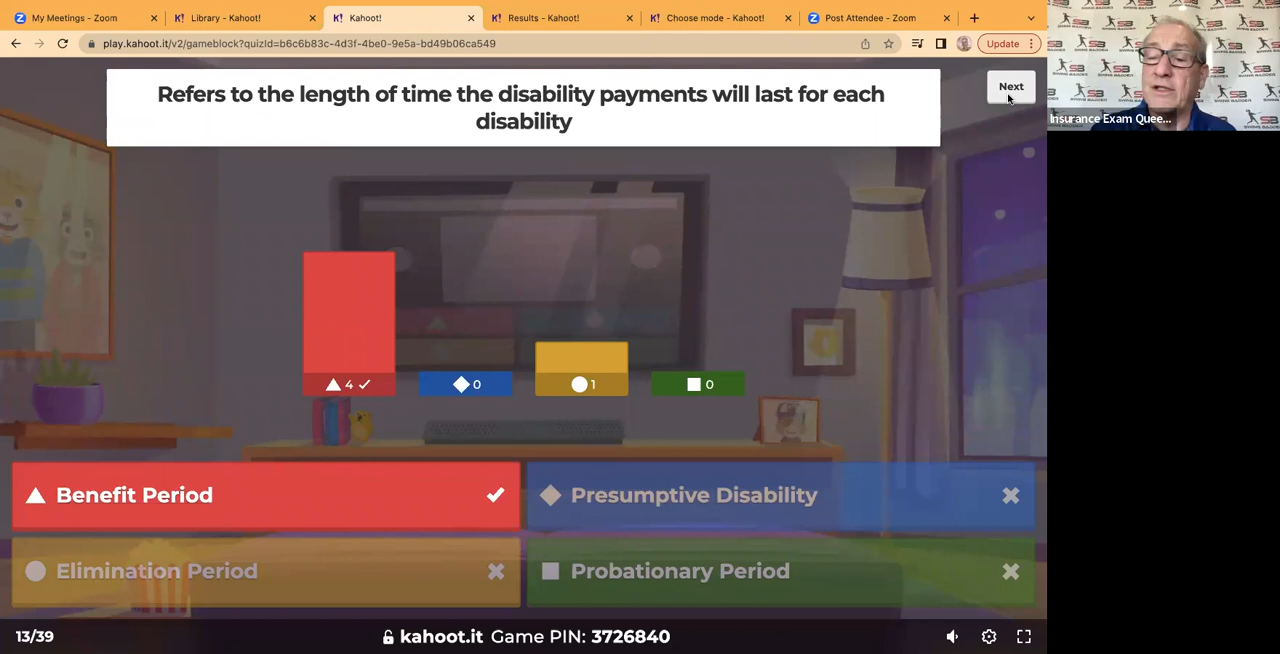 My Meetings - Zoom
Library - Kahoot!
Kahoot!
Results - Kahoot!
Choose mode - Kahoot!
Post Attendee - Zoom
play.kahoot.it/v2/gameblock?quizId=b6c6b83c-4d3f-4be0-9e5a-bd49b06ca549
Update
Refers to the length of time the disability payments will last for each
disability
Next
Insurance Exam Quee...
SB
4
0
1
0
Benefit Period
Presumptive Disability
Elimination Period
Probationary Period
13/39
kahoot.it Game PIN: 3726840